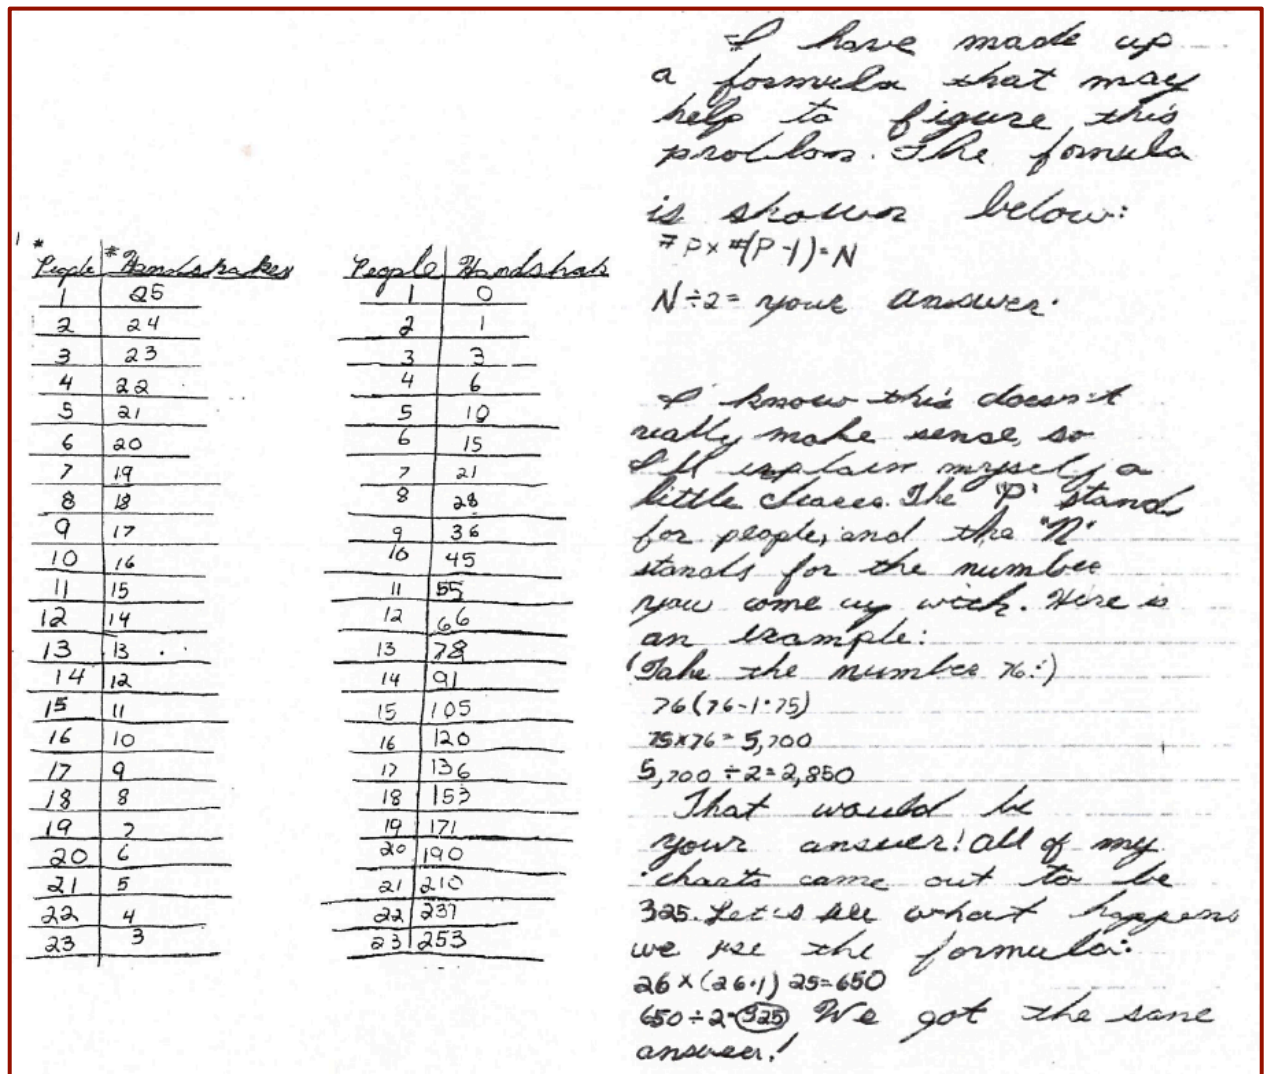 # People | # Handshakes
1 | 25
2 | 24
3 | 23
4 | 22
5 | 21
6 | 20
7 | 19
8 | 18
9 | 17
10 | 16
11 | 15
12 | 14
13 | 13
14 | 12
15 | 11
16 | 10
17 | 9
18 | 8
19 | 7
20 | 6
21 | 5
22 | 4
23 | 3
People | Handshak
1 | 0
2 | 1
3 | 3
4 | 6
5 | 10
6 | 15
7 | 21
8 | 28
9 | 36
10 | 45
11 | 55
12 | 66
13 | 78
14 | 91
15 | 105
16 | 120
17 | 136
18 | 153
19 | 171
20 | 190
21 | 210
22 | 231
23 | 253
I have made up
a formula that may
help to figure this
problem. The formula
is shown below:
# P x #(P-1)=N
N÷2= your answer.
I know this doesn't
really make sense, so
I'll explain myself a
little clearer. The "P" stand
for people, and the "N"
stands for the number
you come up with. Here is
an example:
(Take the number 76:)
76(76-1=75)
75x76=5,700
5,700÷2=2,850
That would be
your answer! All of my
charts came out to be
325. Let's see what happens
we use the formula:
26 x (26-1) 25=650
650÷2=325 We got the same
answer!